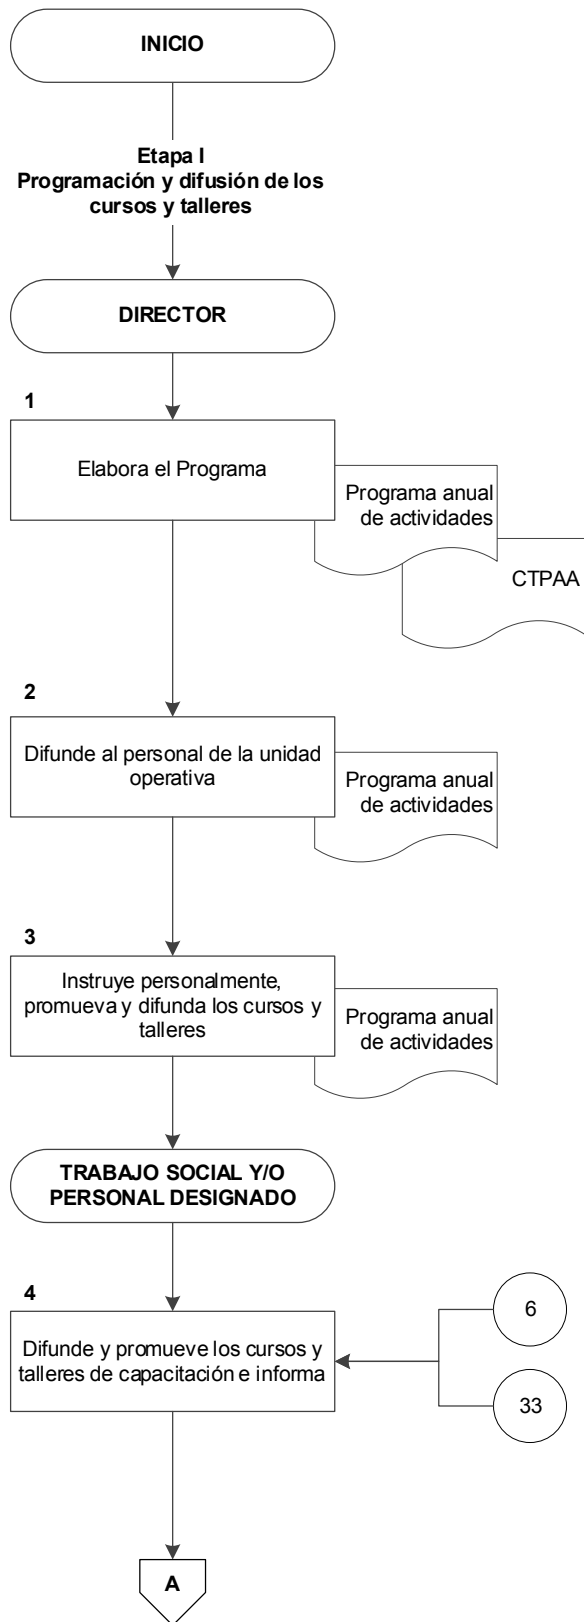 INICIO
Etapa I
Programación y difusión de los
cursos y talleres
DIRECTOR
1
Elabora el Programa
Programa anual
de actividades
CTPAA
2
Difunde al personal de la unidad
operativa
Programa anual
de actividades
3
Instruye personalmente,
promueva y difunda los cursos y
talleres
Programa anual
de actividades
TRABAJO SOCIAL Y/O
PERSONAL DESIGNADO
4
Difunde y promueve los cursos y
talleres de capacitación e informa
6
33
A